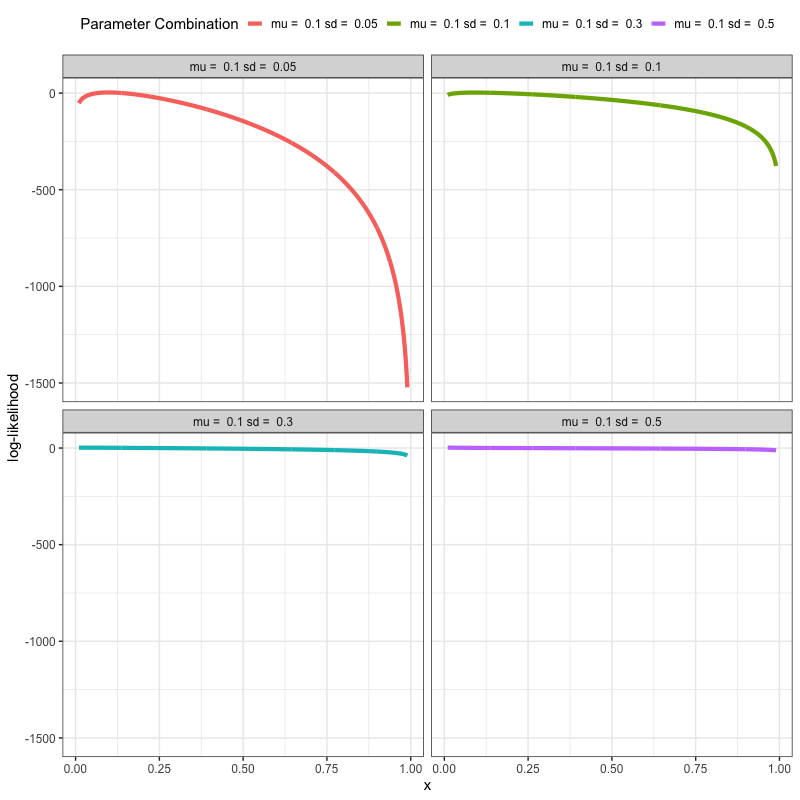 Parameter Combination mu = 0.1 sd = 0.05 mu = 0.1 sd = 0.1 mu = 0.1 sd = 0.3 mu = 0.1 sd = 0.5
mu = 0.1 sd = 0.05
mu = 0.1 sd = 0.1
0
-500
-1000
-1500
mu = 0.1 sd = 0.3
mu = 0.1 sd = 0.5
0
-500
-1000
-1500
log-likelihood
0.00 0.25 0.50 0.75 1.00
0.00 0.25 0.50 0.75 1.00
x